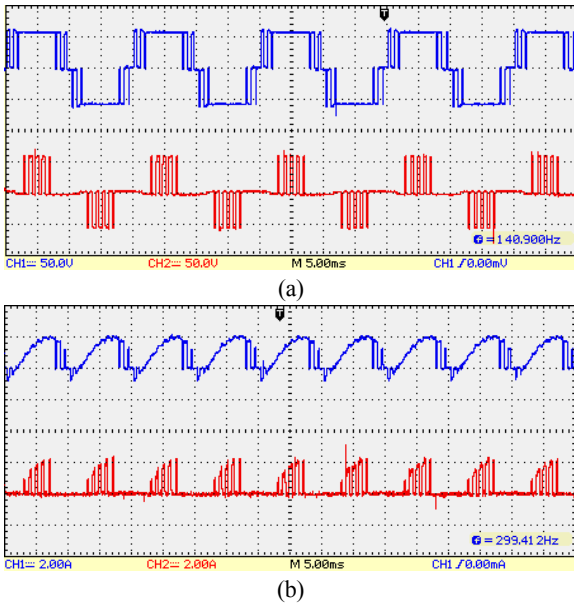 T
f = 140.900Hz
CH1 50.0V CH2 50.0V M 5.00ms CH1 0.00mV
(a)
T
f = 299.412Hz
CH1 2.00A CH2 2.00A M 5.00ms CH1 0.00mA
(b)